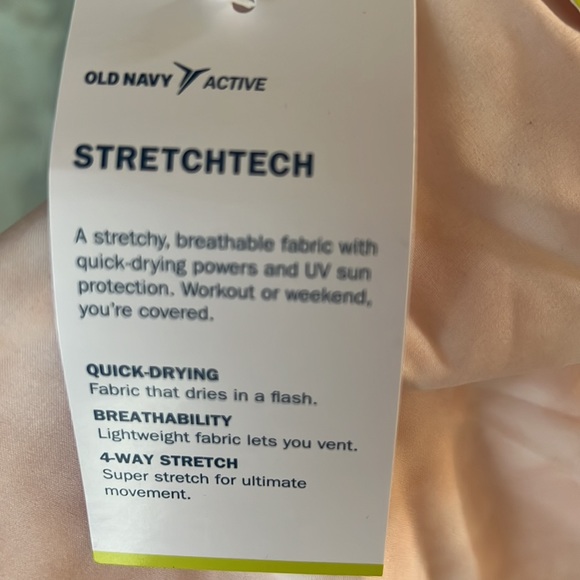 OLD NAVY ACTIVE
STRETCHTECH
A stretchy, breathable fabric with
quick-drying powers and UV sun
protection. Workout or weekend,
you're covered.
QUICK-DRYING
Fabric that dries in a flash.
BREATHABILITY
Lightweight fabric lets you vent.
4-WAY STRETCH
Super stretch for ultimate
movement.